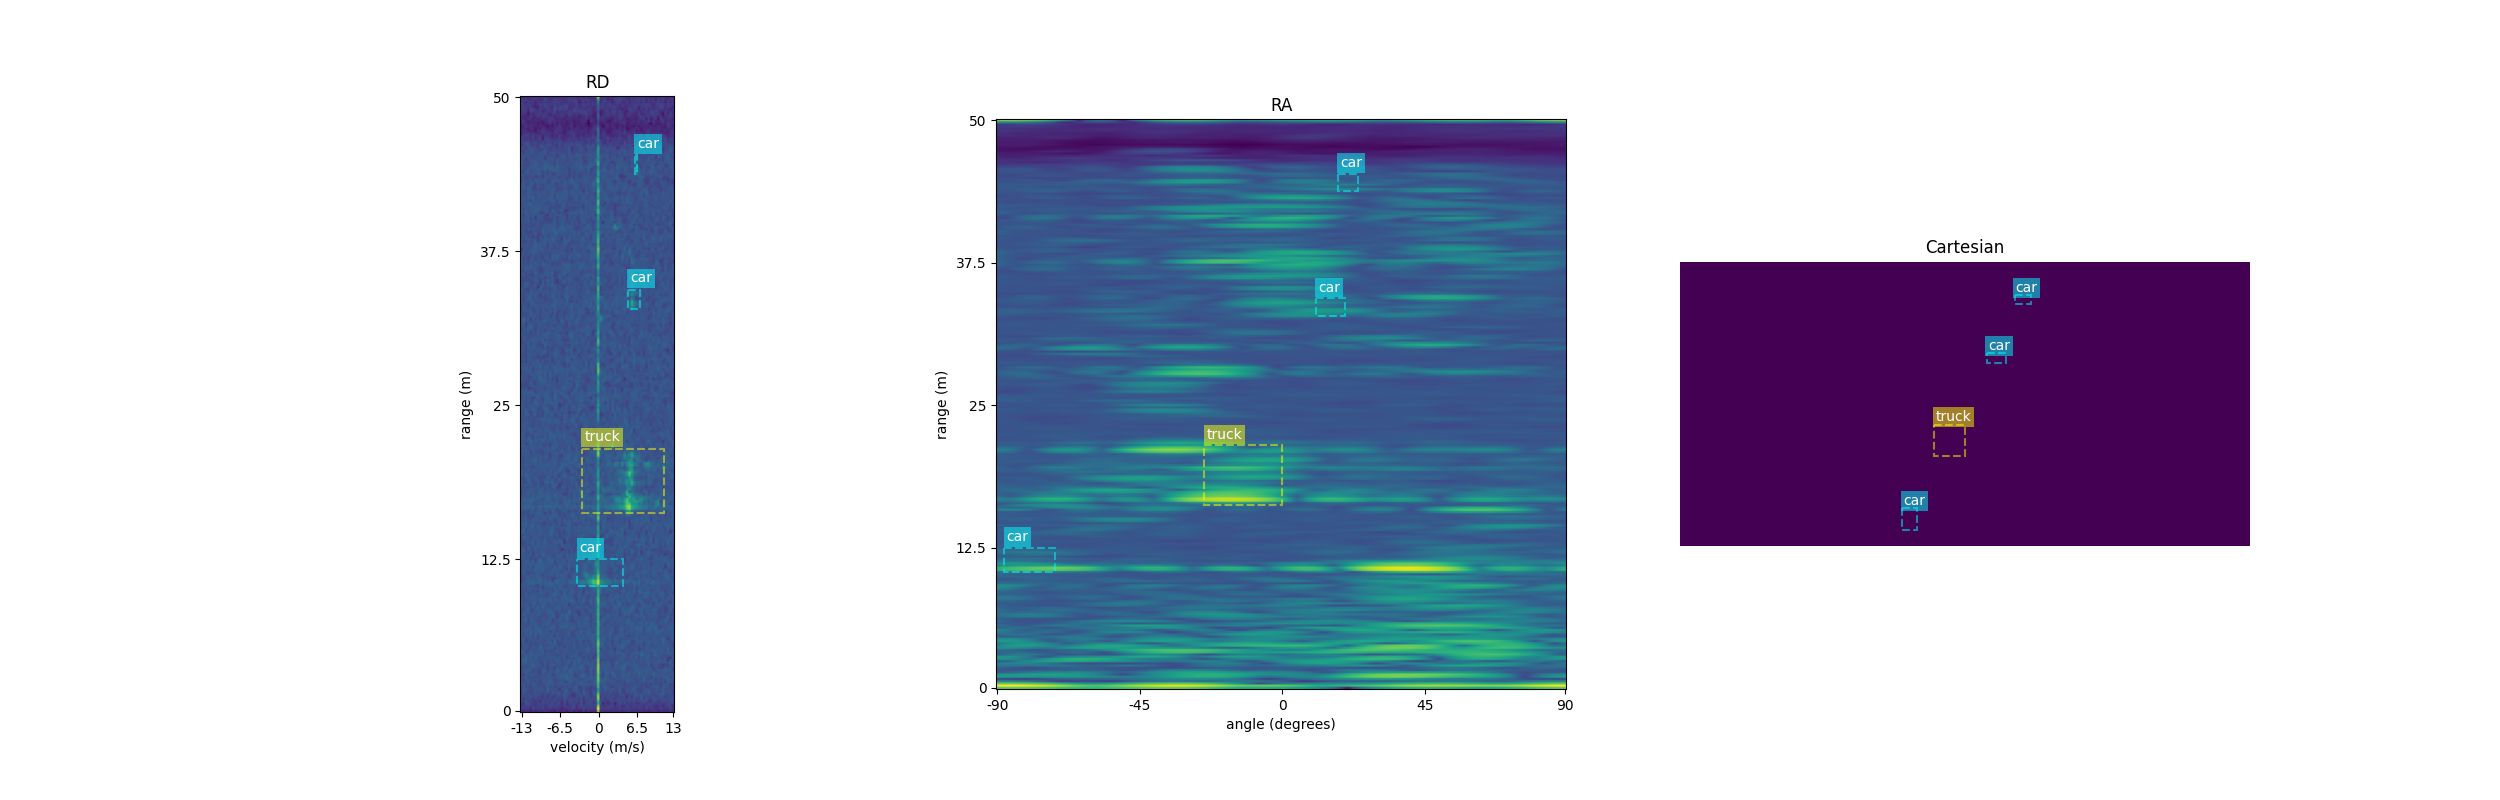 RD
50
37.5
25
12.5
0
range (m)
car
car
truck
car
-13 -6.5 0 6.5 13
velocity (m/s)
RA
50
37.5
25
12.5
0
range (m)
car
car
truck
car
-90 -45 0 45 90
angle (degrees)
Cartesian
car
car
truck
car